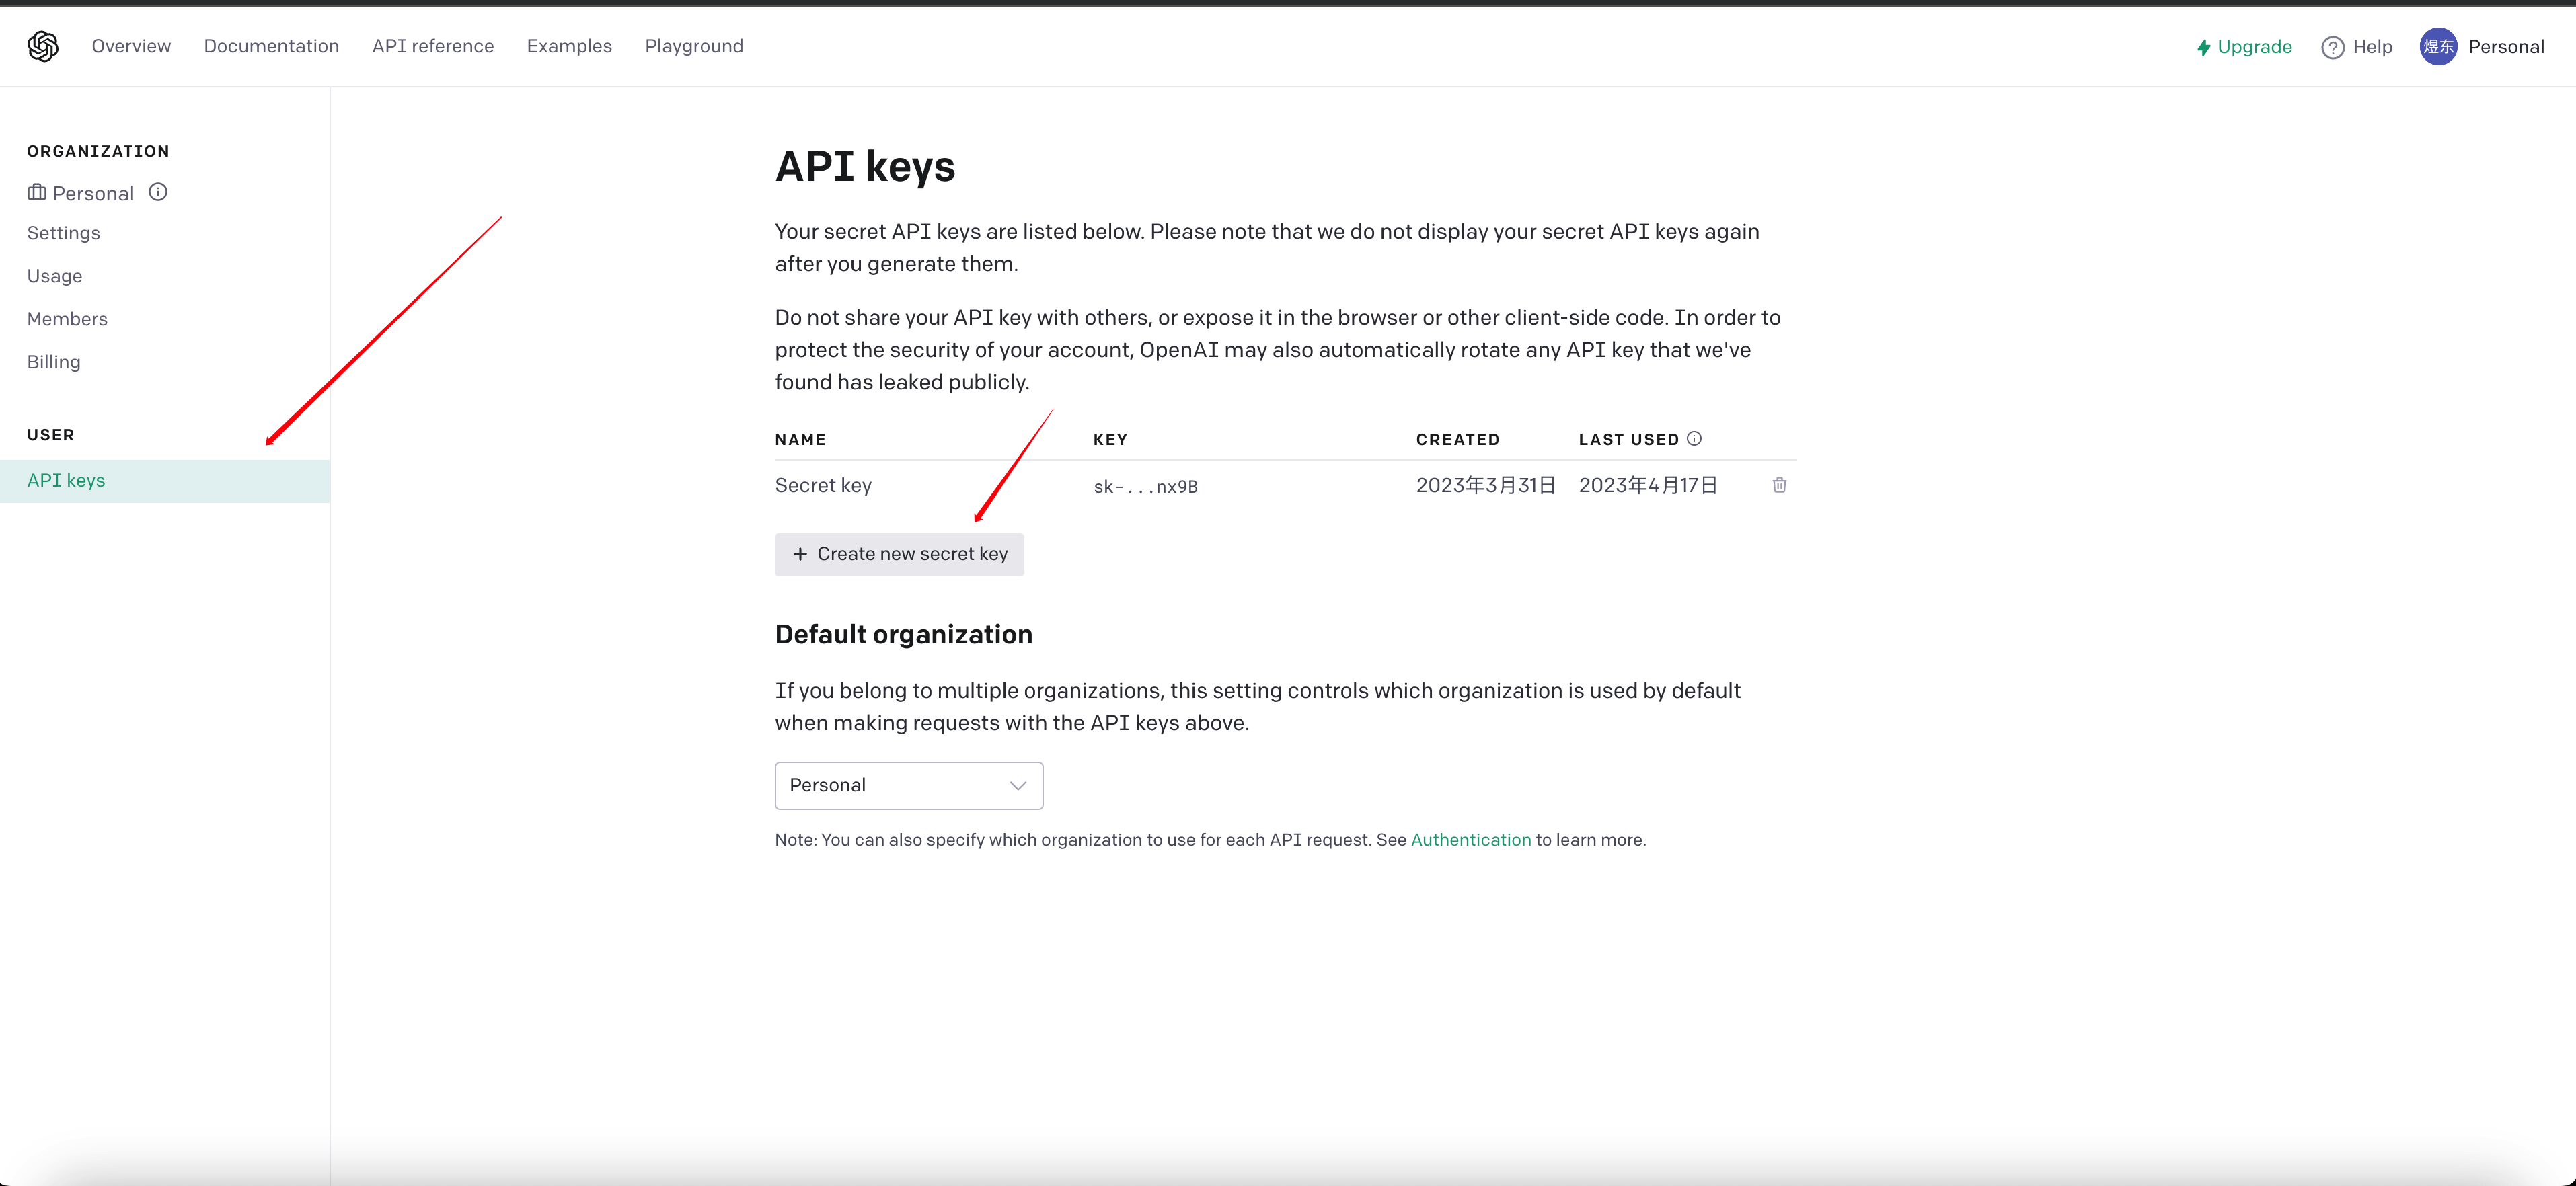 Overview Documentation API reference Examples Playground Upgrade Help 煜东 Personal
ORGANIZATION
Personal
Settings
Usage
Members
Billing
USER
API keys
API keys
Your secret API keys are listed below. Please note that we do not display your secret API keys again
after you generate them.
Do not share your API key with others, or expose it in the browser or other client-side code. In order to
protect the security of your account, OpenAI may also automatically rotate any API key that we've
found has leaked publicly.
NAME KEY CREATED LAST USED
Secret key sk-...nx9B 2023年3月31日 2023年4月17日
+ Create new secret key
Default organization
If you belong to multiple organizations, this setting controls which organization is used by default
when making requests with the API keys above.
Personal
Note: You can also specify which organization to use for each API request. See Authentication to learn more.